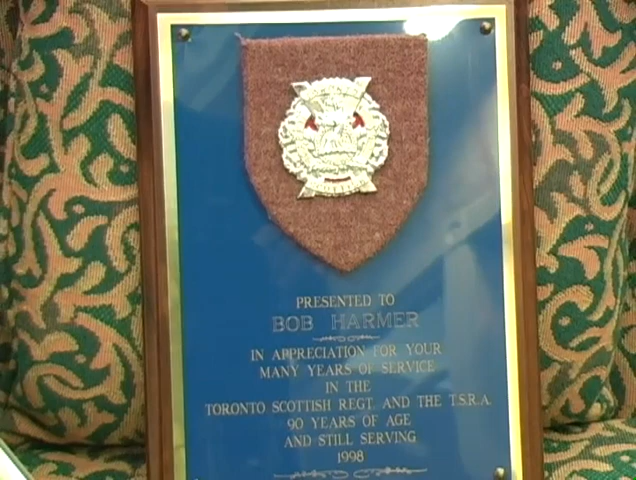 PRESENTED TO
BOB HARMER
IN APPRECIATION FOR YOUR
MANY YEARS OF SERVICE
IN THE
TORONTO SCOTTISH REGT. AND THE T.S.R.A.
90 YEARS OF AGE
AND STILL SERVING
1998